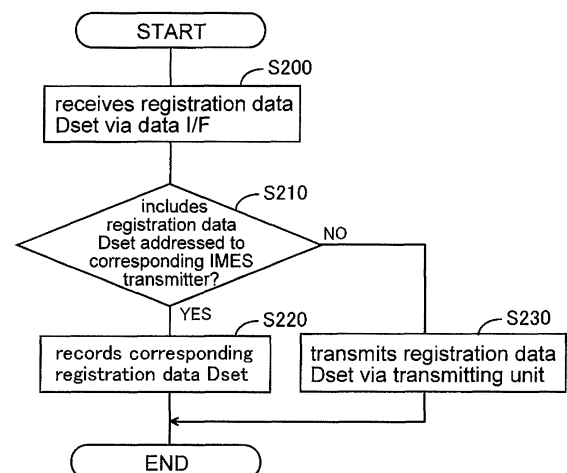 START
S200
receives registration data
Dset via data I/F
S210
includes
registration data
Dset addressed to
corresponding IMES
transmitter?
NO
YES
S220
records corresponding
registration data Dset
S230
transmits registration data
Dset via transmitting unit
END